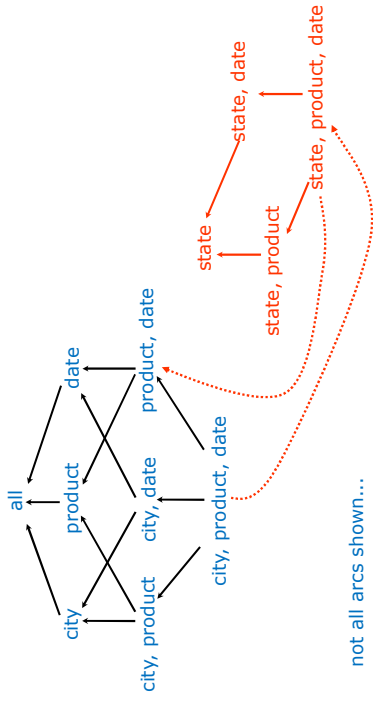 all
city
product
date
city, product
city, date
product, date
city, product, date
state
state, date
state, product
state, product, date
not all arcs shown...